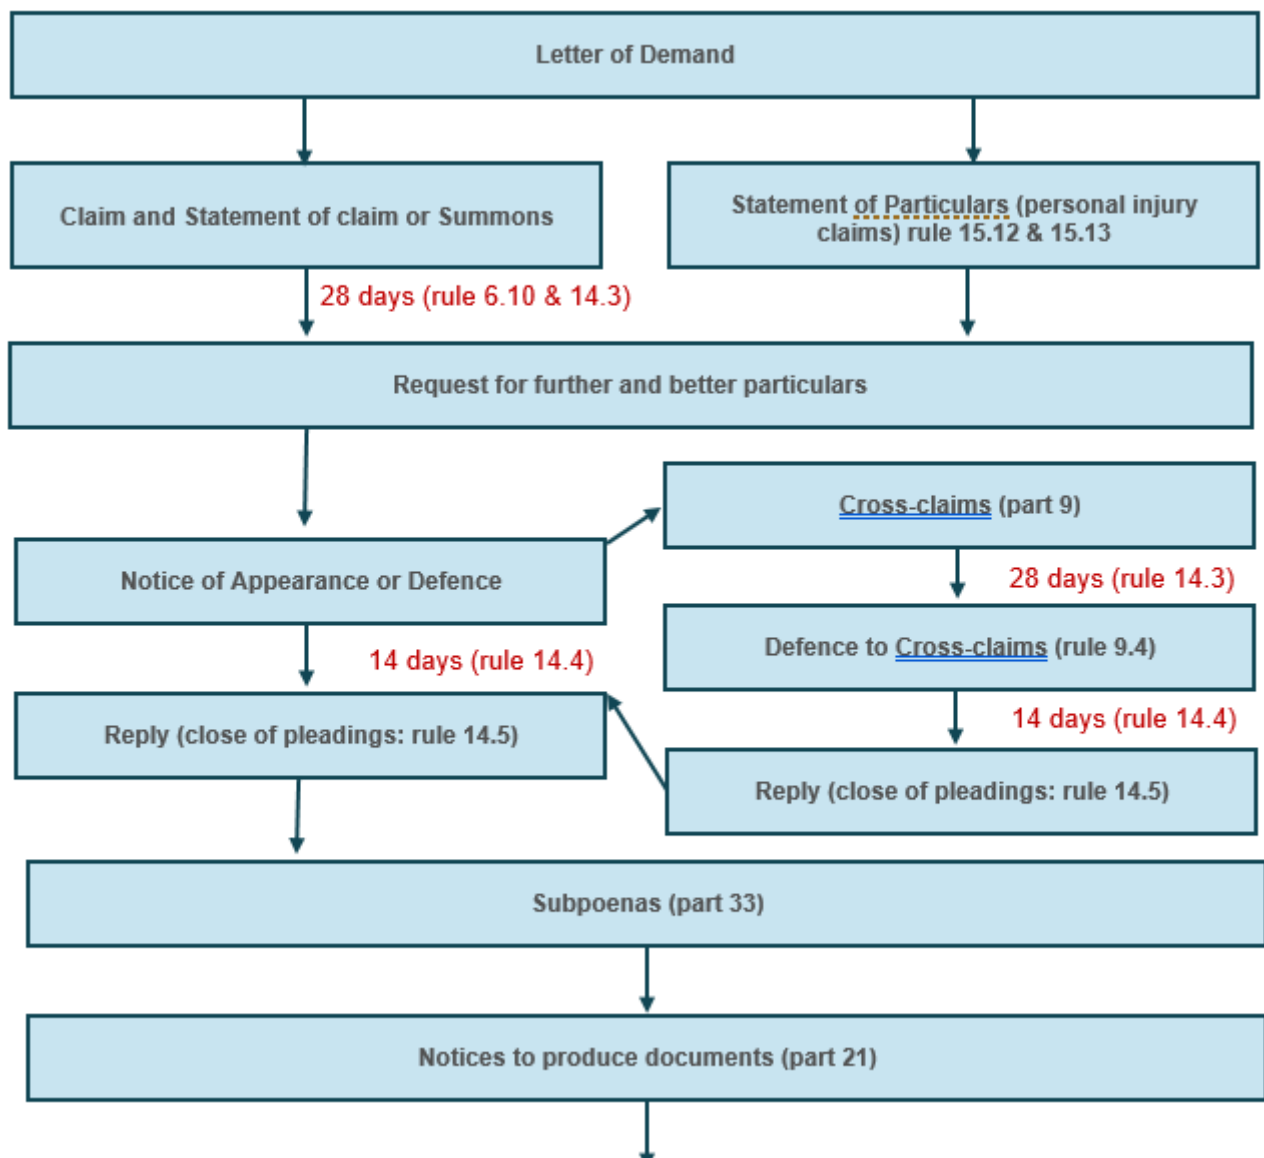 Letter of Demand
Claim and Statement of claim or Summons
Statement of Particulars (personal injury
claims) rule 15.12 & 15.13
28 days (rule 6.10 & 14.3)
Request for further and better particulars
Cross-claims (part 9)
Notice of Appearance or Defence
28 days (rule 14.3)
Defence to Cross-claims (rule 9.4)
14 days (rule 14.4)
14 days (rule 14.4)
Reply (close of pleadings: rule 14.5)
Reply (close of pleadings: rule 14.5)
Subpoenas (part 33)
Notices to produce documents (part 21)